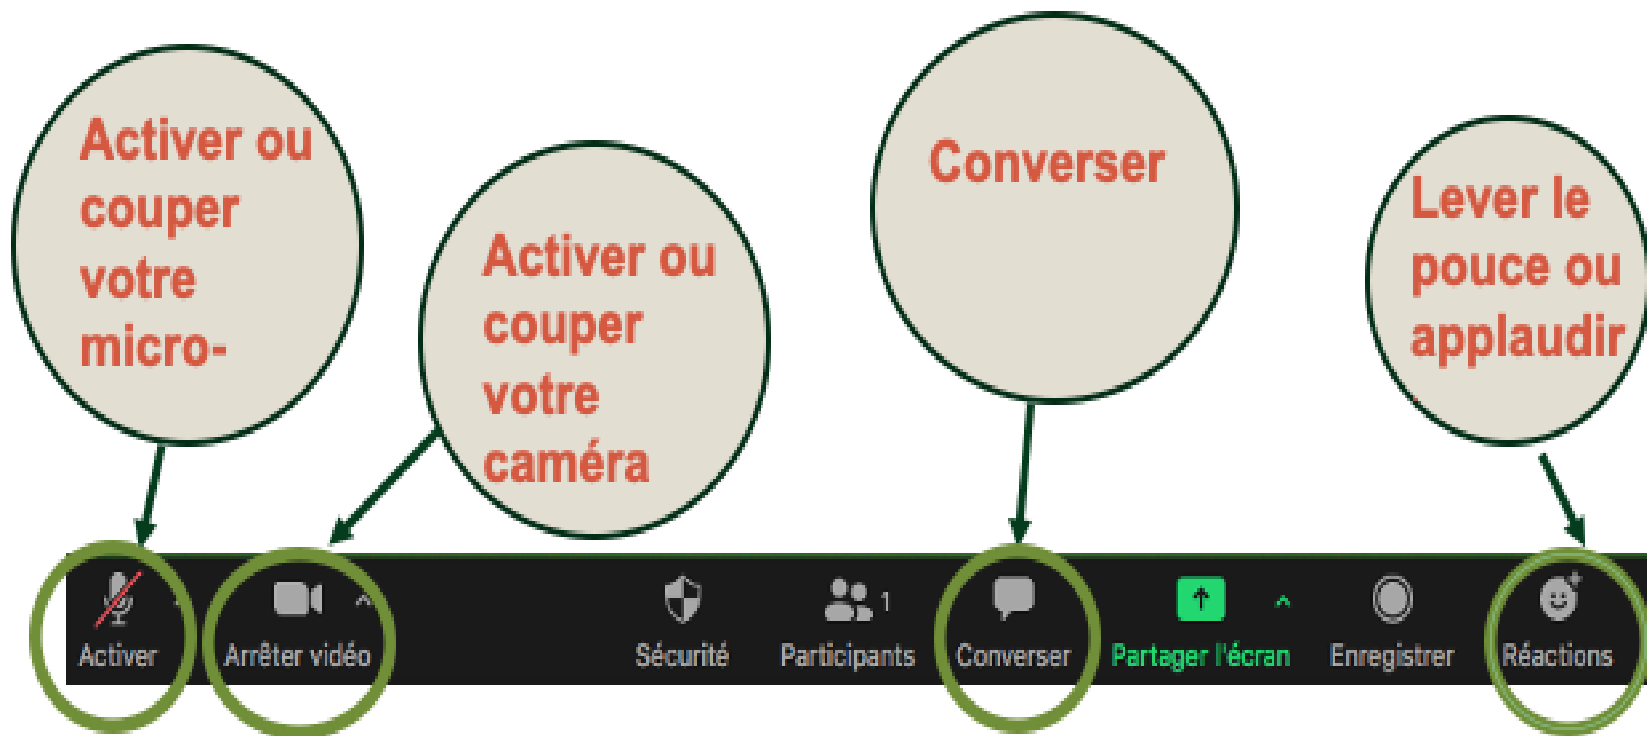 Activer ou
couper
votre
micro-
Activer ou
couper
votre
caméra
Converser
Lever le
pouce ou
applaudir
Activer
Arrêter vidéo
Sécurité
Participants
1
Converser
Partager l'écran
Enregistrer
Réactions